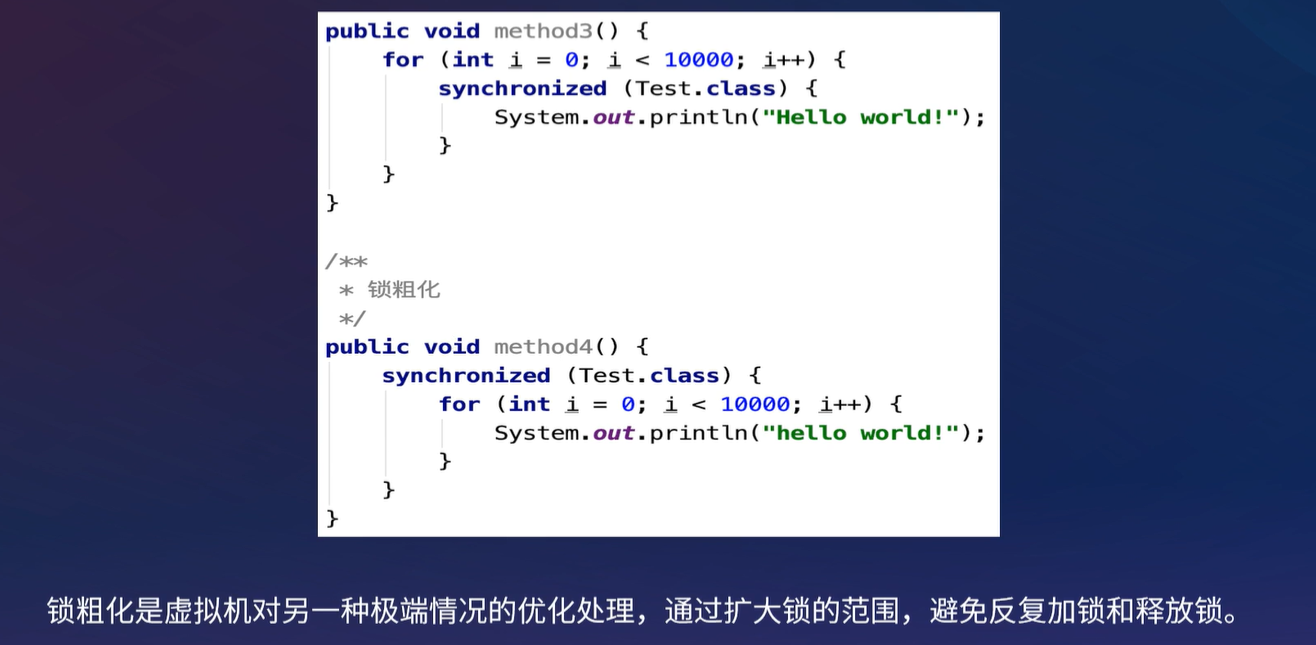 public void method3() {
for (int i = 0; i < 10000; i++) {
synchronized (Test.class) {
System.out.println("Hello world!");
}
}
}
/**
* 锁粗化
*/
public void method4() {
synchronized (Test.class) {
for (int i = 0; i < 10000; i++) {
System.out.println("hello world!");
}
}
}
锁粗化是虚拟机对另一种极端情况的优化处理，通过扩大锁的范围，避免反复加锁和释放锁。